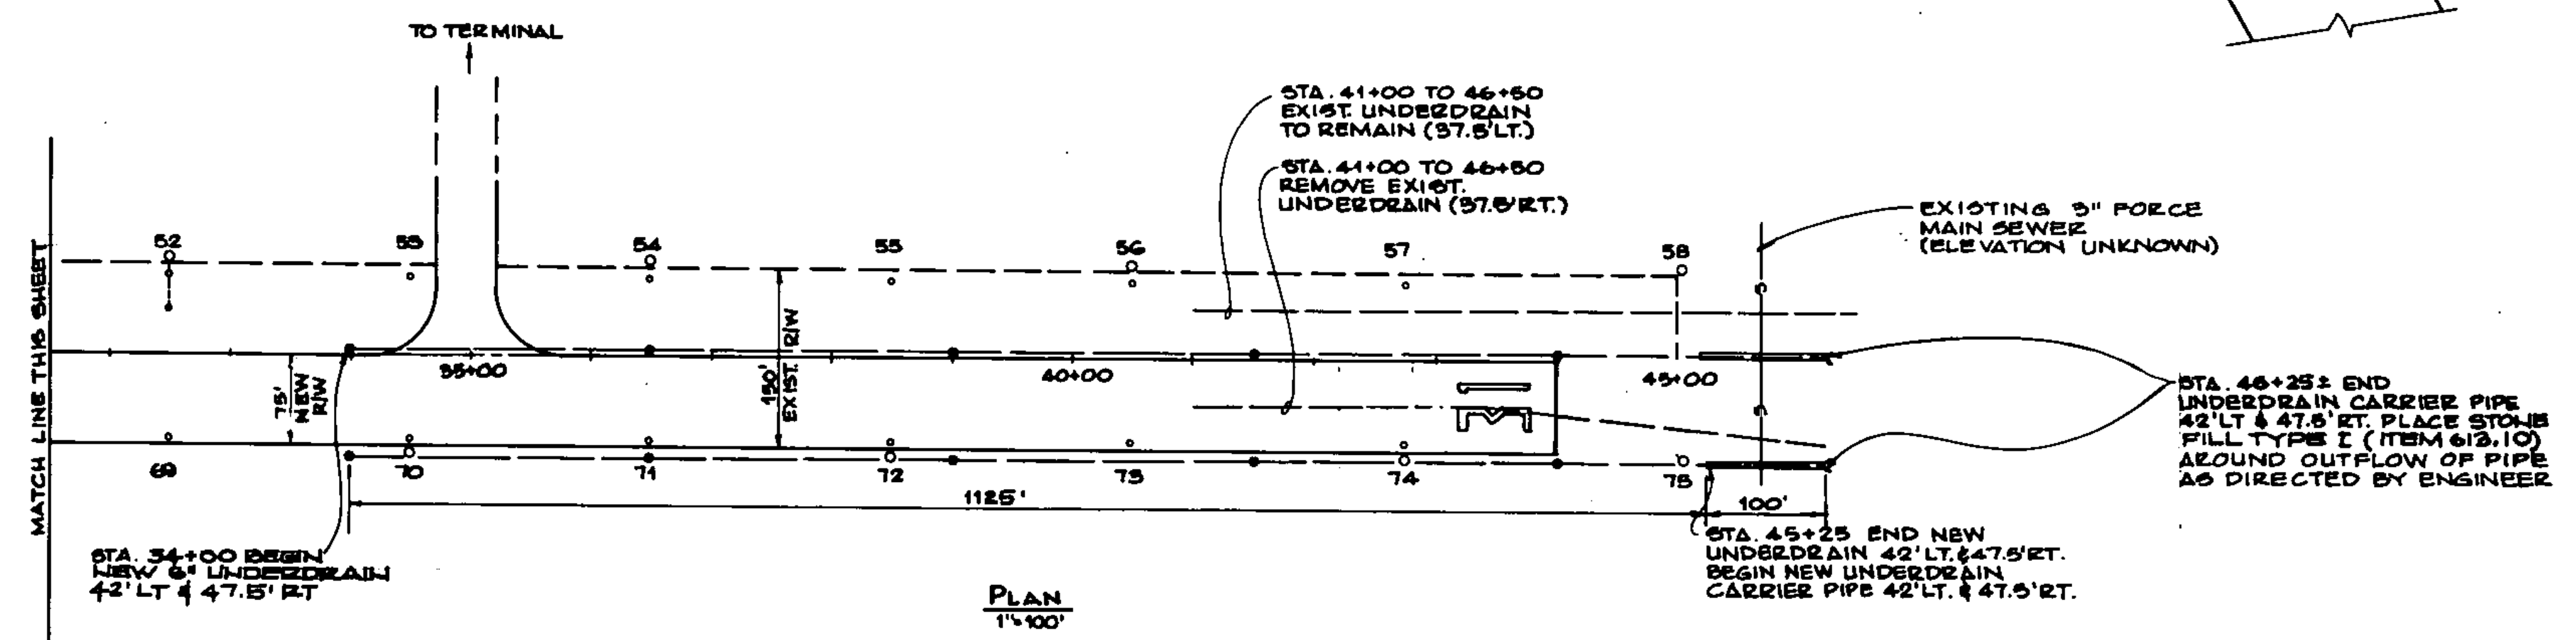 TO TERMINAL
STA. 41+00 TO 46+50
EXIST. UNDERDRAIN
TO REMAIN (37.5'LT.)
STA. 41+00 TO 46+50
REMOVE EXIST.
UNDERDRAIN (37.5'RT.)
EXISTING 3" FORCE
MAIN SEWER
(ELEVATION UNKNOWN)
52
53
54
55
56
57
58
S
S
MATCH LINE THIS SHEET
75'
NEW
R/W
150'
EXIST. R/W
35+00
40+00
45+00
69
70
71
72
73
74
75
1125'
100'
STA. 46+25± END
UNDERDRAIN CARRIER PIPE
42'LT & 47.5'RT. PLACE STONE
FILL TYPE I (ITEM 613.10)
AROUND OUTFLOW OF PIPE
AS DIRECTED BY ENGINEER
STA. 34+00 BEGIN
NEW 6" UNDERDRAIN
42'LT & 47.5' RT
STA. 45+25 END NEW
UNDERDRAIN 42'LT. & 47.5'RT.
BEGIN NEW UNDERDRAIN
CARRIER PIPE 42'LT. & 47.5'RT.
PLAN
1"=100'